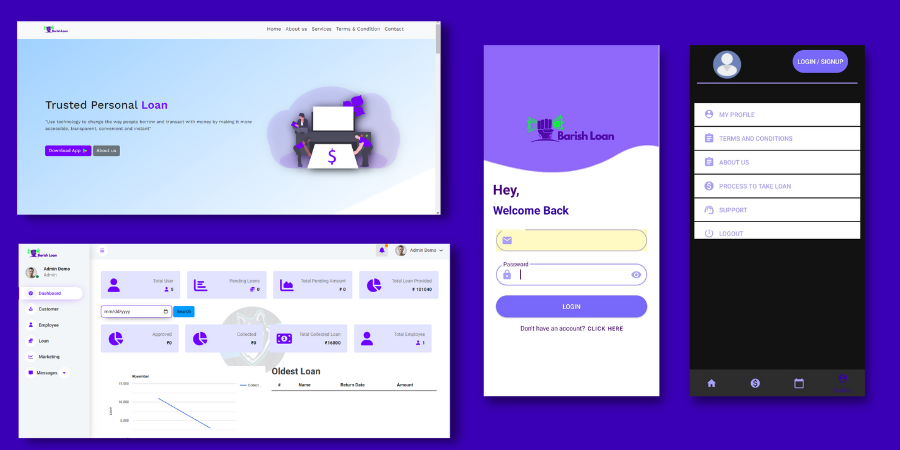 Barish Loan
Home About us Services Terms & Condition Contact
Trusted Personal Loan
"Use technology to change the way people borrow and transact with money by making it more
accessible, transparent, convenient and instant"
Download App
About us
$
Barish Loan
Admin Demo
Admin Demo
Admin
Dashboard
Customer
Employee
Loan
Marketing
Messages
Total User
5
Pending Loans
Total Pending Amount
₹ 0
Total Loan Provided
₹ 101040
mm/dd/yyyy
Search
Approved
₹0
Collected
₹0
Total Collected Loan
₹16800
Total Employee
1
November
15,000
10,000
5,000
Collect...
Oldest Loan
# Name Return Date Amount
Barish Loan
Hey,
Welcome Back
Password
LOGIN
Don't have an account? CLICK HERE
LOGIN / SIGNUP
MY PROFILE
TERMS AND CONDITIONS
ABOUT US
PROCESS TO TAKE LOAN
SUPPORT
LOGOUT